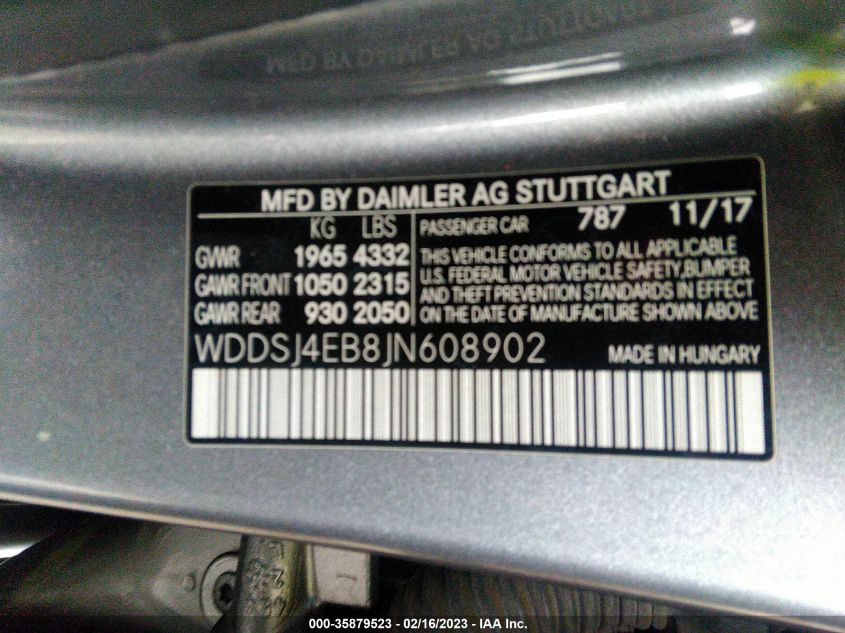 MFD BY DAIMLER AG STUTTGART
KG LBS
GVWR 1965 4332
GAWR FRONT 1050 2315
GAWR REAR 930 2050
PASSENGER CAR 787 11/17
THIS VEHICLE CONFORMS TO ALL APPLICABLE
U.S. FEDERAL MOTOR VEHICLE SAFETY,BUMPER
AND THEFT PREVENTION STANDARDS IN EFFECT
ON THE DATE OF MANUFACTURE SHOWN ABOVE
WDDSJ4EB8JN608902 MADE IN HUNGARY
000-35879523 - 02/16/2023 - IAA Inc.